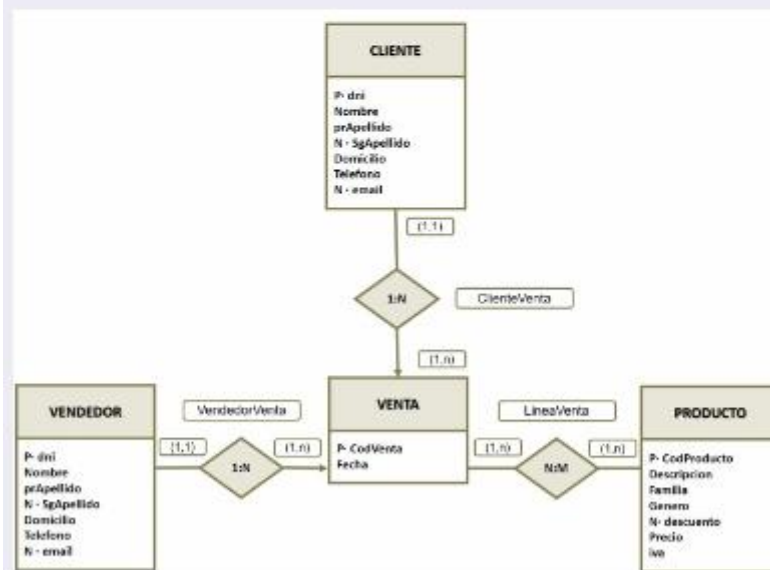 CLIENTE
P- dni
Nombre
prApellido
N - SgApellido
Domicilio
Telefono
N - email
(1,1)
1:N
ClienteVenta
(1,n)
VENDEDOR
P- dni
Nombre
prApellido
N - SgApellido
Domicilio
Telefono
N - email
VendedorVenta
(1,1)
(1,n)
1:N
VENTA
P- CodVenta
Fecha
LineaVenta
(1,n)
(1,n)
N:M
PRODUCTO
P- CodProducto
Descripcion
Familia
Genero
N- descuento
Precio
iva